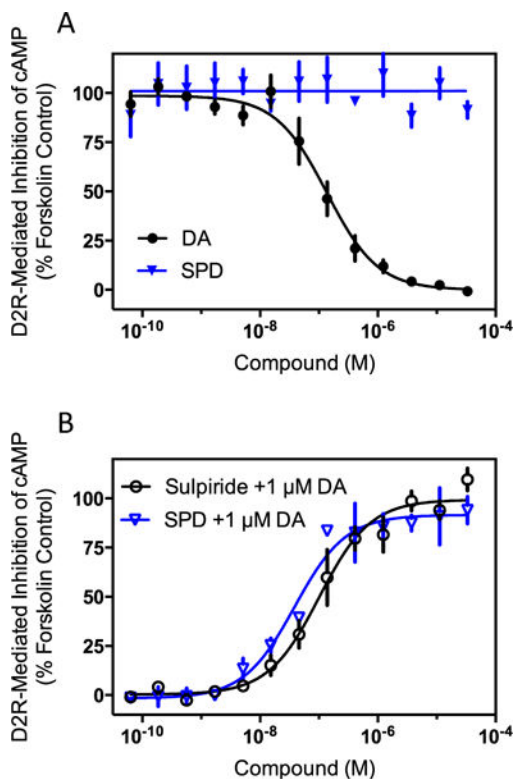 A
D2R-Mediated Inhibition of cAMP
(% Forskolin Control)
100
75
50
25
0
DA
SPD
10-10
10-8
10-6
10-4
Compound (M)
B
D2R-Mediated Inhibition of cAMP
(% Forskolin Control)
100
75
50
25
0
Sulpiride +1 µM DA
SPD +1 µM DA
10-10
10-8
10-6
10-4
Compound (M)